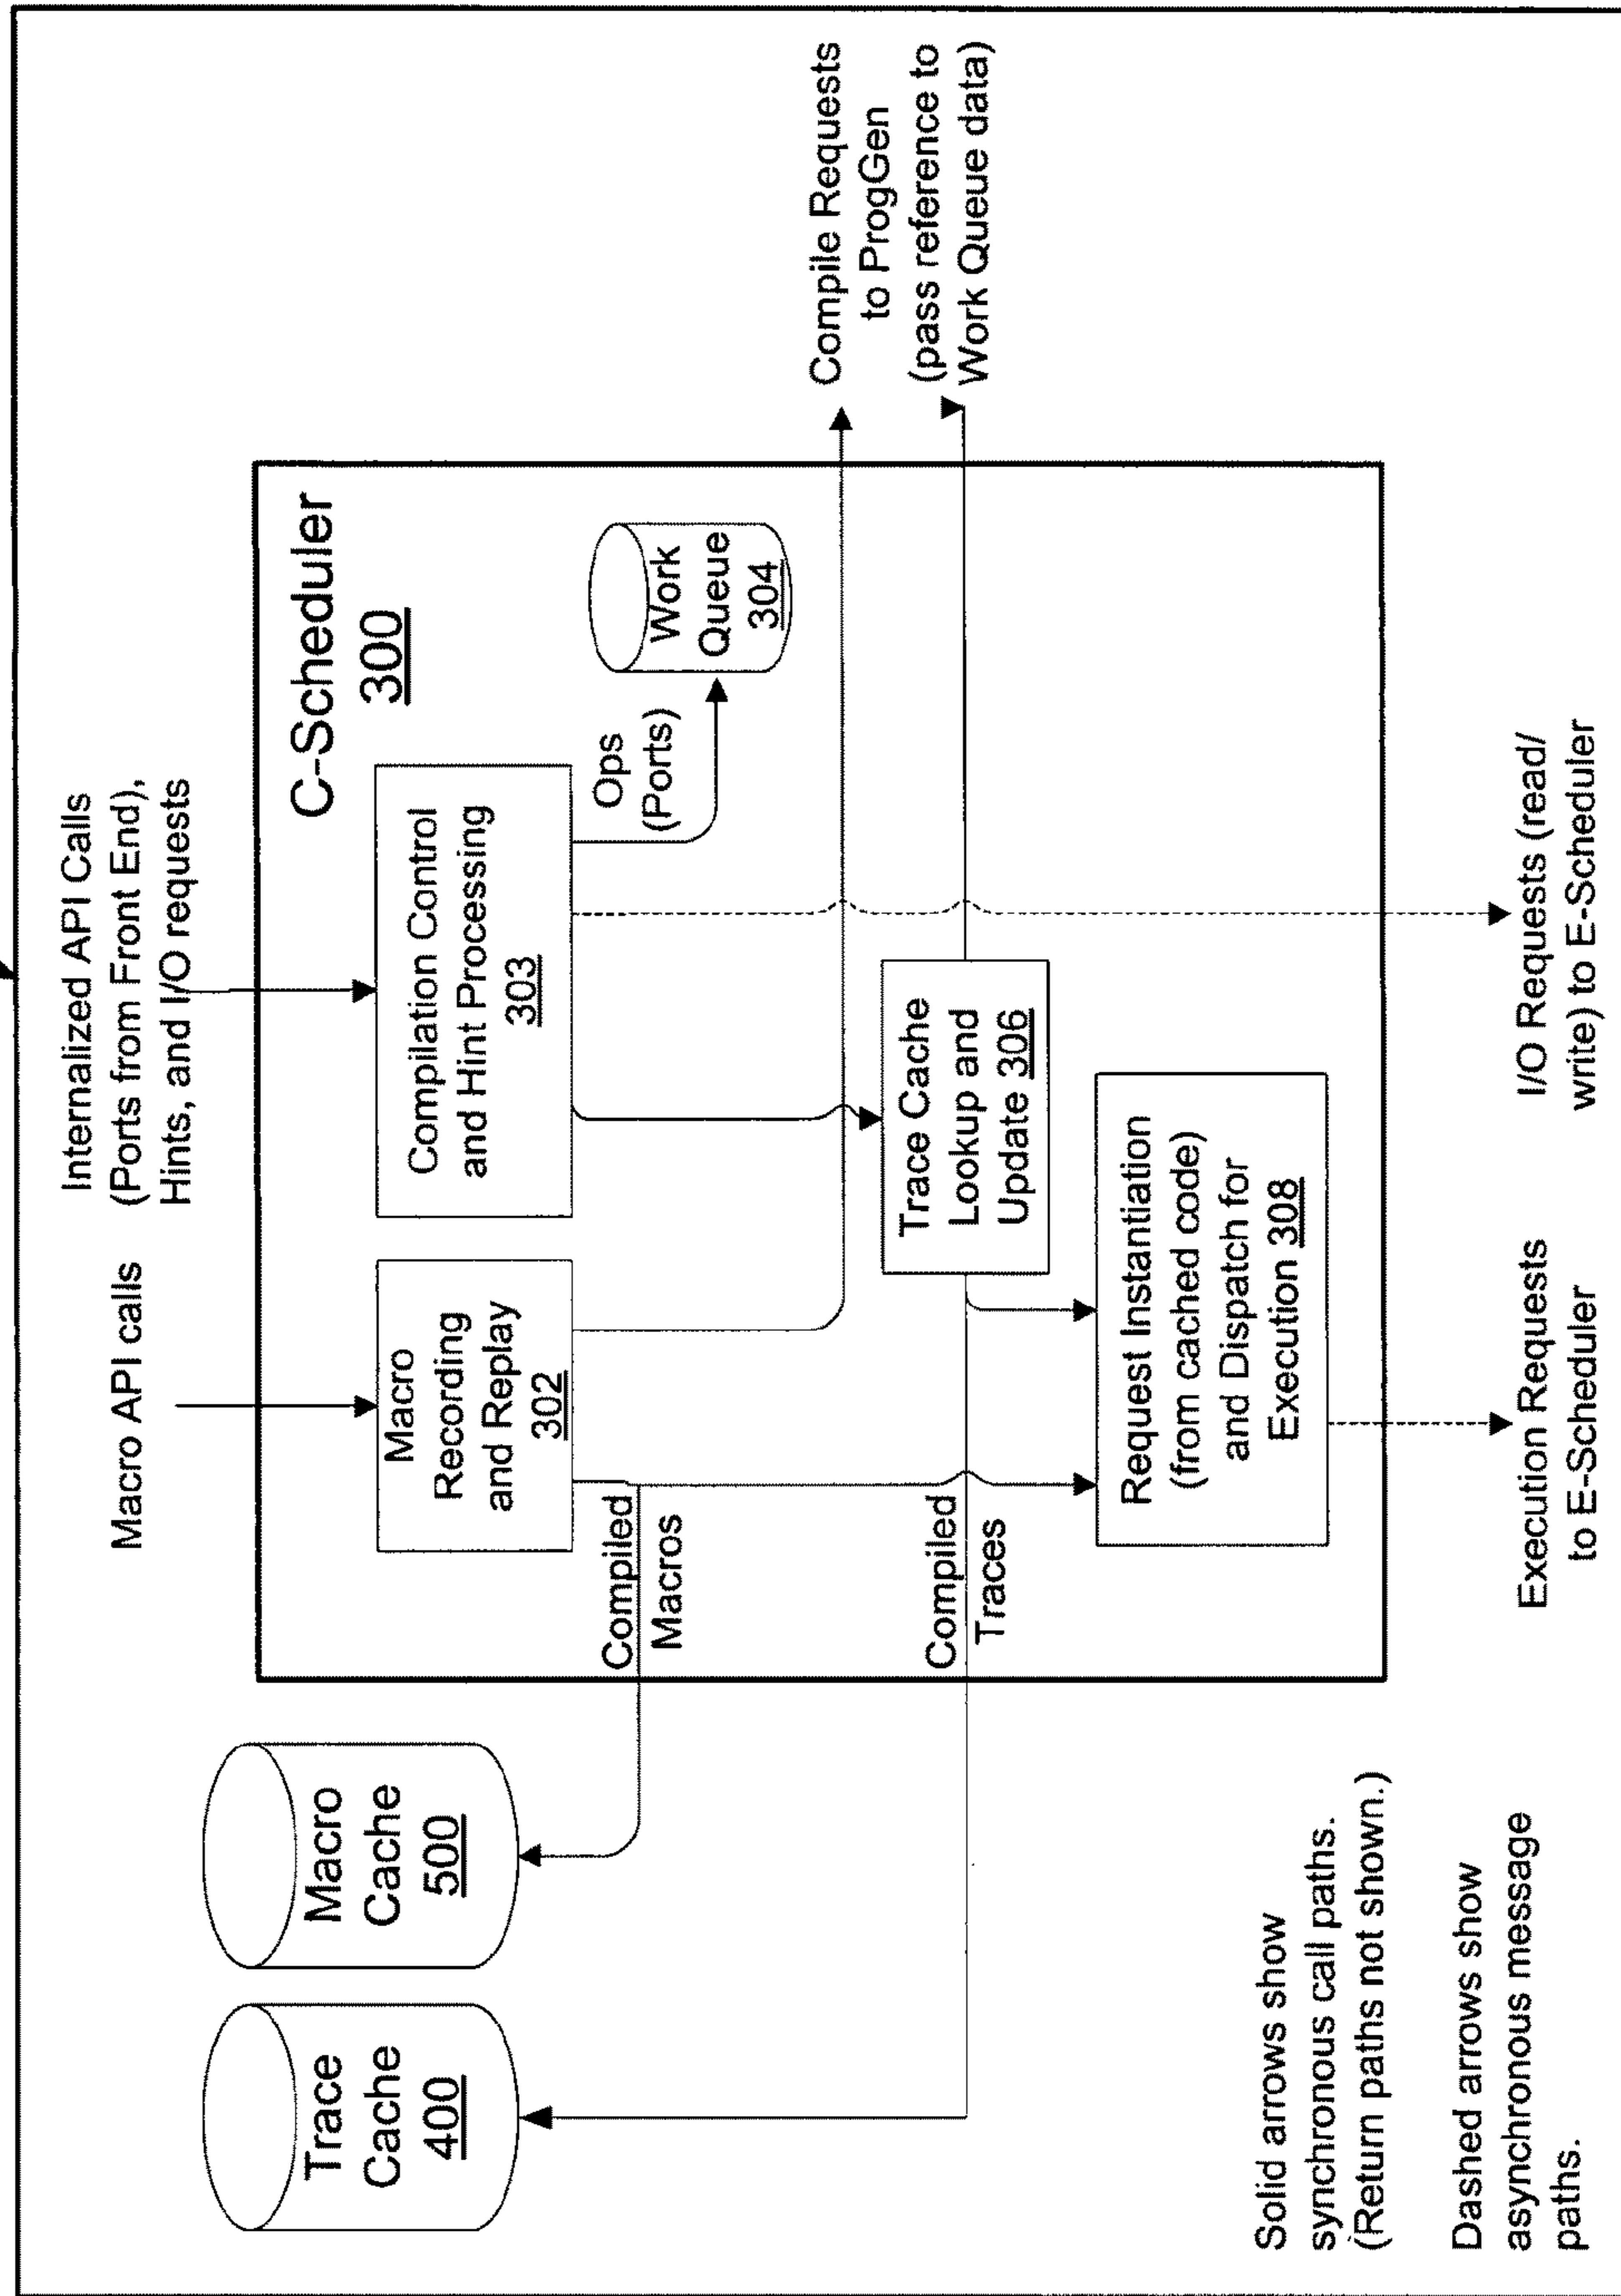 Macro API calls
Internalized API Calls
(Ports from Front End),
Hints, and I/O requests
Trace
Cache
400
Macro
Cache
500
C-Scheduler
300
Macro
Recording
and Replay
302
Compilation Control
and Hint Processing
303
Ops
(Ports)
Work
Queue
304
Compiled
Macros
Compile Requests
to ProgGen
(pass reference to
Work Queue data)
Compiled
Traces
Trace Cache
Lookup and
Update 306
Request Instantiation
(from cached code)
and Dispatch for
Execution 308
Solid arrows show
synchronous call paths.
(Return paths not shown.)
Dashed arrows show
asynchronous message
paths.
Execution Requests
to E-Scheduler
I/O Requests (read/
write) to E-Scheduler